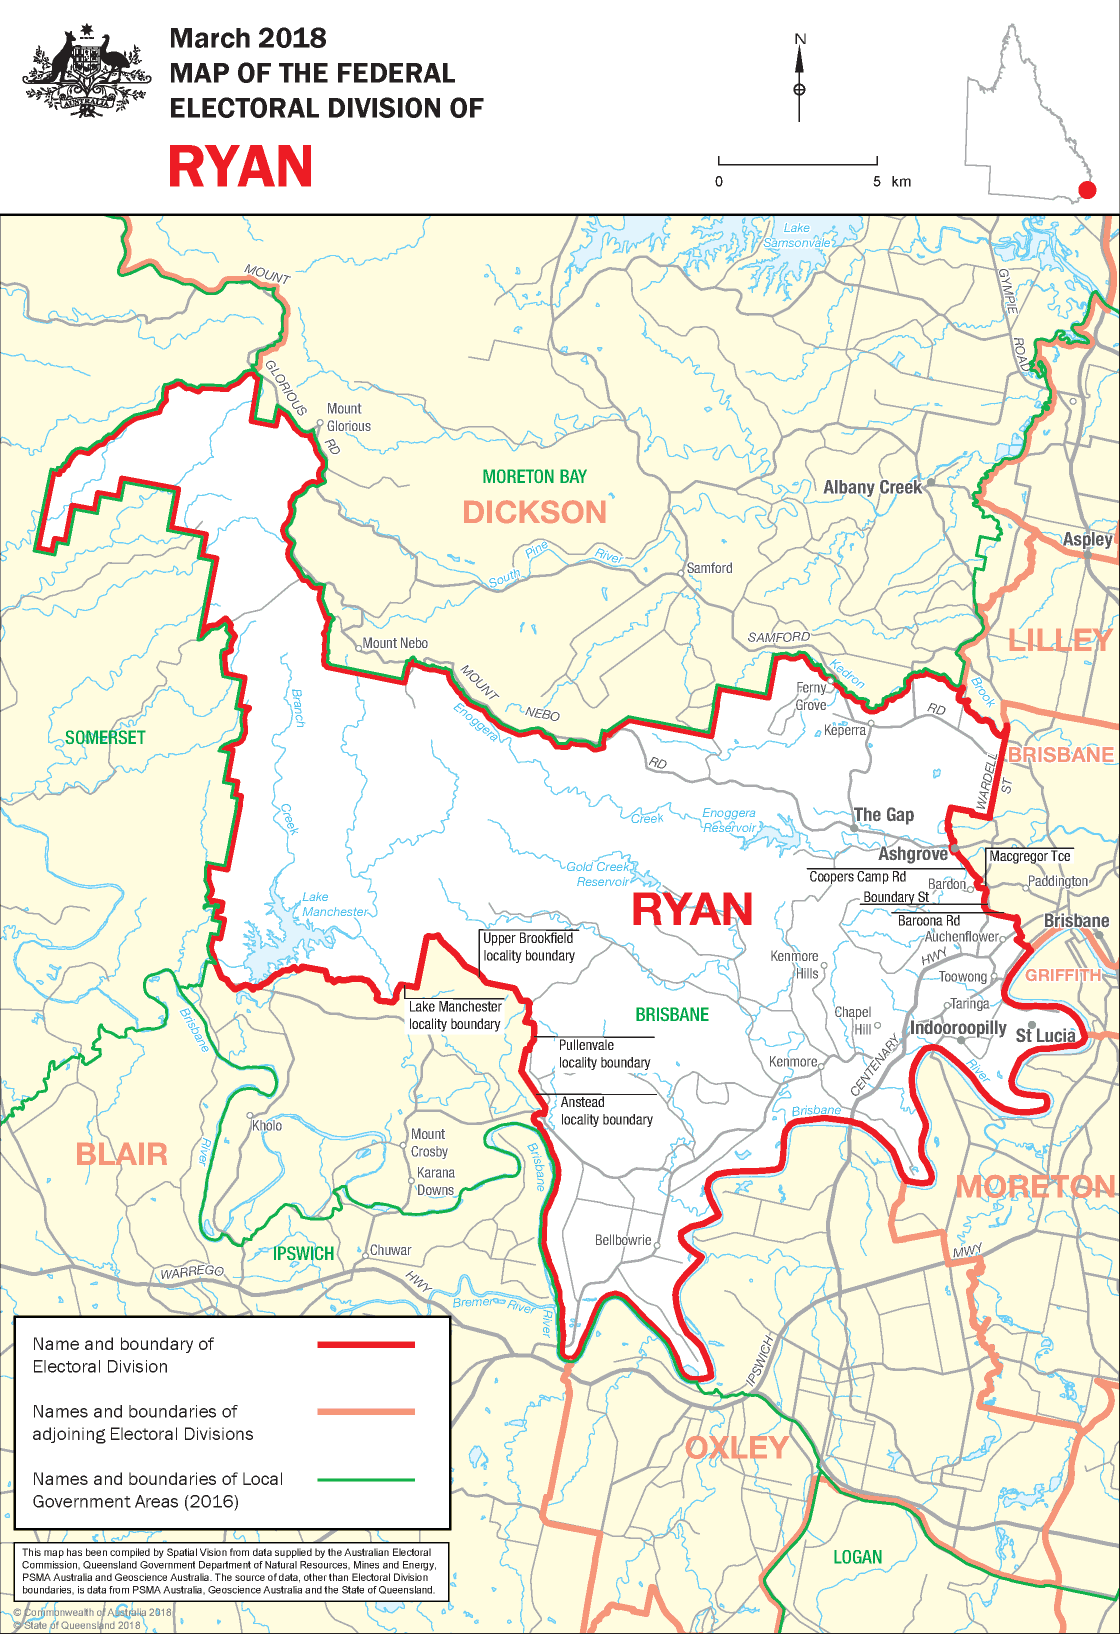 March 2018
MAP OF THE FEDERAL
ELECTORAL DIVISION OF
RYAN
AUSTRALIA
N
0 5 km
Lake
Samsonvale
MOUNT
GYMPIE
ROAD
GLORIOUS
RD
Mount
Glorious
MORETON BAY
DICKSON
Albany Creek
Aspley
South Pine River
Samford
LILLEY
SAMFORD
Mount Nebo
MOUNT
NEBO
Kedron
Brook
Ferny
Grove
RD
Keperra
Branch
Enoggera
SOMERSET
RD
BRISBANE
WARDELL
ST
Creek
Creek
Enoggera
Reservoir
The Gap
Ashgrove
Macgregor Tce
Gold Creek
Reservoir
Coopers Camp Rd
Bardon
Paddington
Boundary St
Lake
Manchester
RYAN
Baroona Rd
Brisbane
Auchenflower
Upper Brookfield
locality boundary
HWY
Kenmore
Hills
Toowong
GRIFFITH
Lake Manchester
locality boundary
BRISBANE
Taringa
Chapel
Hill
Indooroopilly
St Lucia
Brisbane
Pullenvale
locality boundary
Kenmore
CENTENARY
River
Anstead
locality boundary
Brisbane
Kholo
BLAIR
River
Mount
Crosby
Brisbane
Karana
Downs
MORETON
IPSWICH
Chuwar
Bellbowrie
MWY
WARREGO
HWY
Bremer River
River
IPSWICH
OXLEY
LOGAN
Name and boundary of
Electoral Division
Names and boundaries of
adjoining Electoral Divisions
Names and boundaries of Local
Government Areas (2016)
This map has been compiled by Spatial Vision from data supplied by the Australian Electoral
Commission, Queensland Government Department of Natural Resources, Mines and Energy,
PSMA Australia and Geoscience Australia. The source of data, other than Electoral Division
boundaries, is data from PSMA Australia, Geoscience Australia and the State of Queensland.
© Commonwealth of Australia 2018
© State of Queensland 2018